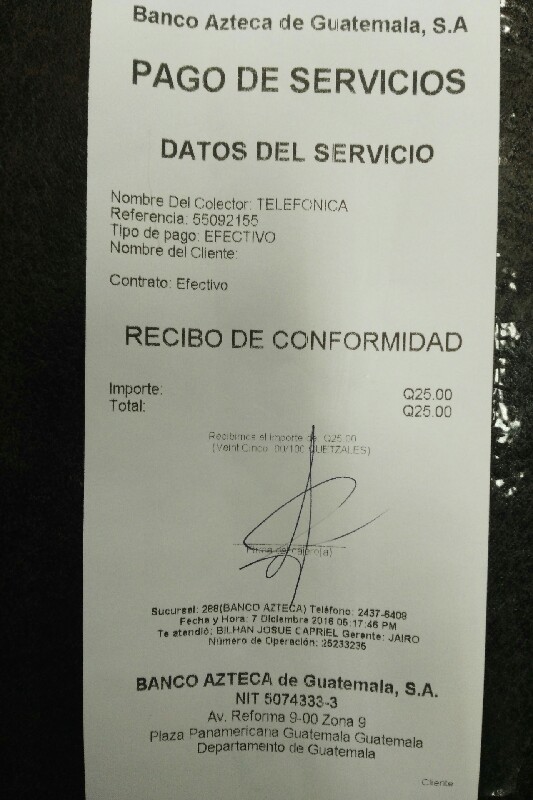 Banco Azteca de Guatemala, S.A
PAGO DE SERVICIOS
DATOS DEL SERVICIO
Nombre Del Colector: TELEFONICA
Referencia: 55092155
Tipo de pago: EFECTIVO
Nombre del Cliente:
Contrato: Efectivo
RECIBO DE CONFORMIDAD
Importe: Q25.00
Total: Q25.00
Recibimos el importe de: Q25.00
(Veint Cinco 00/100 QUETZALES)
Firma de cajero(a)
Sucursal: 288(BANCO AZTECA) Teléfono: 2437-6409
Fecha y Hora: 7 Diciembre 2016 05:17:46 PM
Te atendió: BILHAN JOSUE CAPRIEL Gerente: JAIRO
Número de Operación: 25233235
BANCO AZTECA de Guatemala, S.A.
NIT 5074333-3
Av. Reforma 9-00 Zona 9
Plaza Panamericana Guatemala Guatemala
Departamento de Guatemala
Cliente